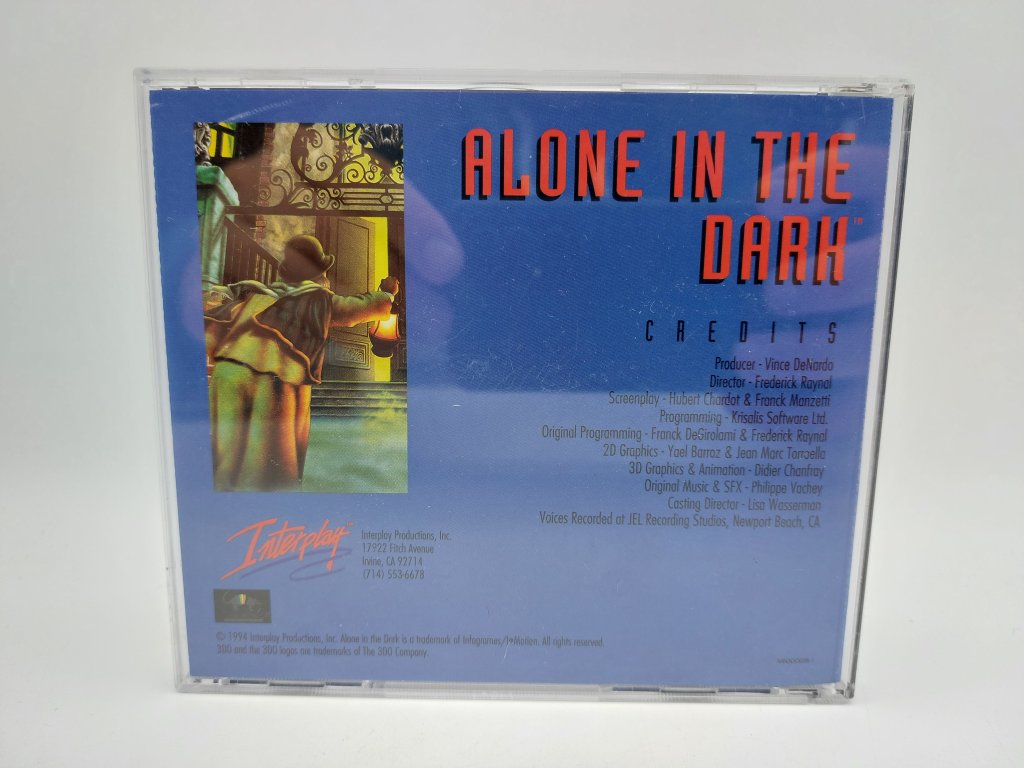 ALONE IN THE
DARK™
CREDITS
Producer - Vince DeNardo
Director - Frederick Raynal
Screenplay - Hubert Chardot & Franck Manzetti
Programming - Krisalis Software Ltd.
Original Programming - Franck DeGirolami & Frederick Raynal
2D Graphics - Yael Barroz & Jean Marc Torroella
3D Graphics & Animation - Didier Chanfray
Original Music & SFX - Philippe Vachey
Casting Director - Lisa Wasserman
Voices Recorded at JEL Recording Studios, Newport Beach, CA
Interplay™
Interplay Productions, Inc.
17922 Fitch Avenue
Irvine, CA 92714
(714) 553-6678
© 1994 Interplay Productions, Inc. Alone in the Dark is a trademark of Infogrames/I•Motion. All rights reserved.
3DO and the 3DO logos are trademarks of The 3DO Company.